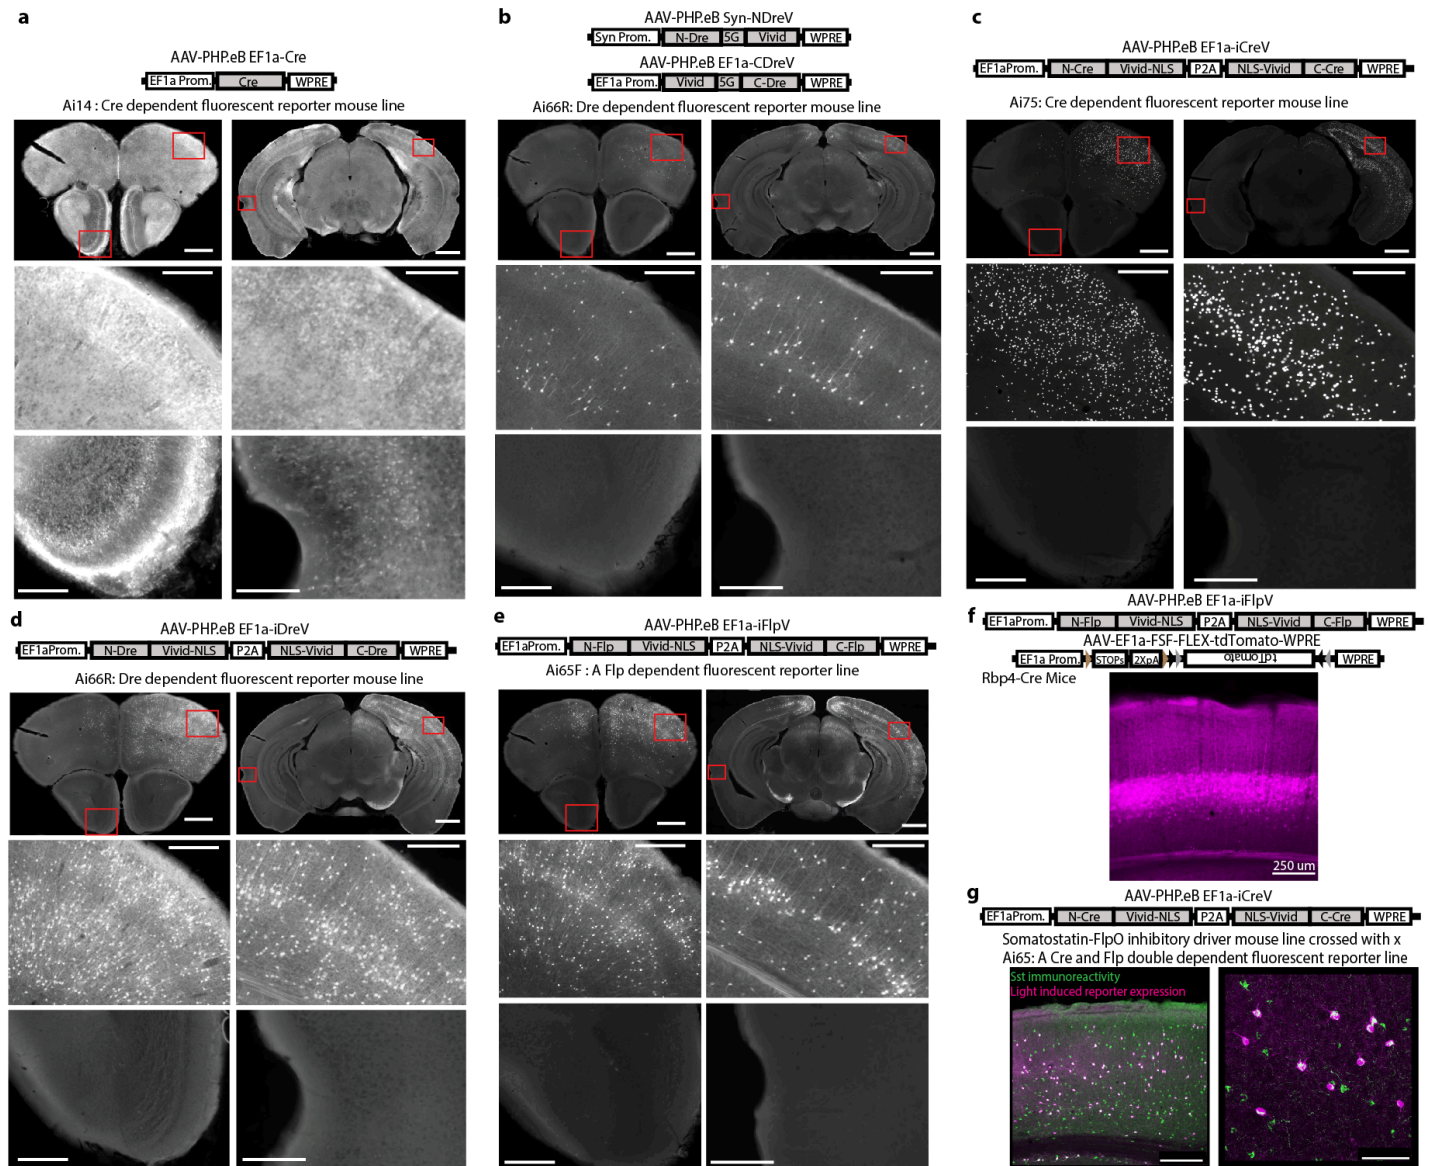 a
AAV-PHP.eB EF1a-Cre
EF1a Prom. Cre WPRE
Ai14 : Cre dependent fluorescent reporter mouse line
b
AAV-PHP.eB Syn-NDreV
Syn Prom. N-Dre 5G Vivid WPRE
AAV-PHP.eB EF1a-CDreV
EF1a Prom. Vivid 5G C-Dre WPRE
Ai66R: Dre dependent fluorescent reporter mouse line
c
AAV-PHP.eB EF1a-iCreV
EF1aProm. N-Cre Vivid-NLS P2A NLS-Vivid C-Cre WPRE
Ai75: Cre dependent fluorescent reporter mouse line
d
AAV-PHP.eB EF1a-iDreV
EF1aProm. N-Dre Vivid-NLS P2A NLS-Vivid C-Dre WPRE
Ai66R: Dre dependent fluorescent reporter mouse line
e
AAV-PHP.eB EF1a-iFlpV
EF1aProm. N-Flp Vivid-NLS P2A NLS-Vivid C-Flp WPRE
Ai65F : A Flp dependent fluorescent reporter line
f
AAV-PHP.eB EF1a-iFlpV
EF1aProm. N-Flp Vivid-NLS P2A NLS-Vivid C-Flp WPRE
AAV-EF1a-FSF-FLEX-tdTomato-WPRE
EF1a Prom. STOPs 2XpA tdTomato WPRE
Rbp4-Cre Mice
250 um
g
AAV-PHP.eB EF1a-iCreV
EF1aProm. N-Cre Vivid-NLS P2A NLS-Vivid C-Cre WPRE
Somatostatin-FlpO inhibitory driver mouse line crossed with x
Ai65: A Cre and Flp double dependent fluorescent reporter line
Sst immunoreactivity
Light induced reporter expression